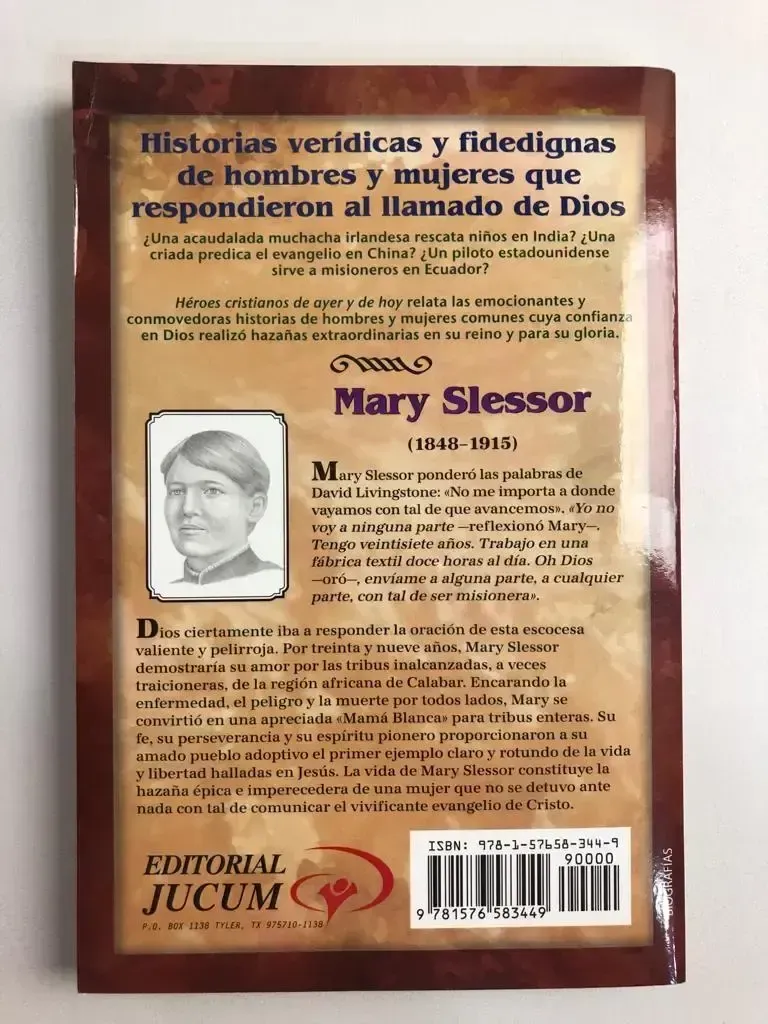 Historias verídicas y fidedignas
de hombres y mujeres que
respondieron al llamado de Dios
¿Una acaudalada muchacha irlandesa rescata niños en India? ¿Una
criada predica el evangelio en China? ¿Un piloto estadounidense
sirve a misioneros en Ecuador?
Héroes cristianos de ayer y de hoy relata las emocionantes y
conmovedoras historias de hombres y mujeres comunes cuya confianza
en Dios realizó hazañas extraordinarias en su reino y para su gloria.
Mary Slessor
(1848-1915)
Mary Slessor ponderó las palabras de
David Livingstone: «No me importa a donde
vayamos con tal de que avancemos». «Yo no
voy a ninguna parte —reflexionó Mary—.
Tengo veintisiete años. Trabajo en una
fábrica textil doce horas al día. Oh Dios
—oró—, envíame a alguna parte, a cualquier
parte, con tal de ser misionera».
Dios ciertamente iba a responder la oración de esta escocesa
valiente y pelirroja. Por treinta y nueve años, Mary Slessor
demostraría su amor por las tribus inalcanzadas, a veces
traicioneras, de la región africana de Calabar. Encarando la
enfermedad, el peligro y la muerte por todos lados, Mary se
convirtió en una apreciada «Mamá Blanca» para tribus enteras. Su
fe, su perseverancia y su espíritu pionero proporcionaron a su
amado pueblo adoptivo el primer ejemplo claro y rotundo de la vida
y libertad halladas en Jesús. La vida de Mary Slessor constituye la
hazaña épica e imperecedera de una mujer que no se detuvo ante
nada con tal de comunicar el vivificante evangelio de Cristo.
EDITORIAL
JUCUM
P.O. BOX 1138 TYLER, TX 975710-1138
ISBN: 978-1-57658-344-9
90000
9 781576 583449
BIOGRAFÍAS